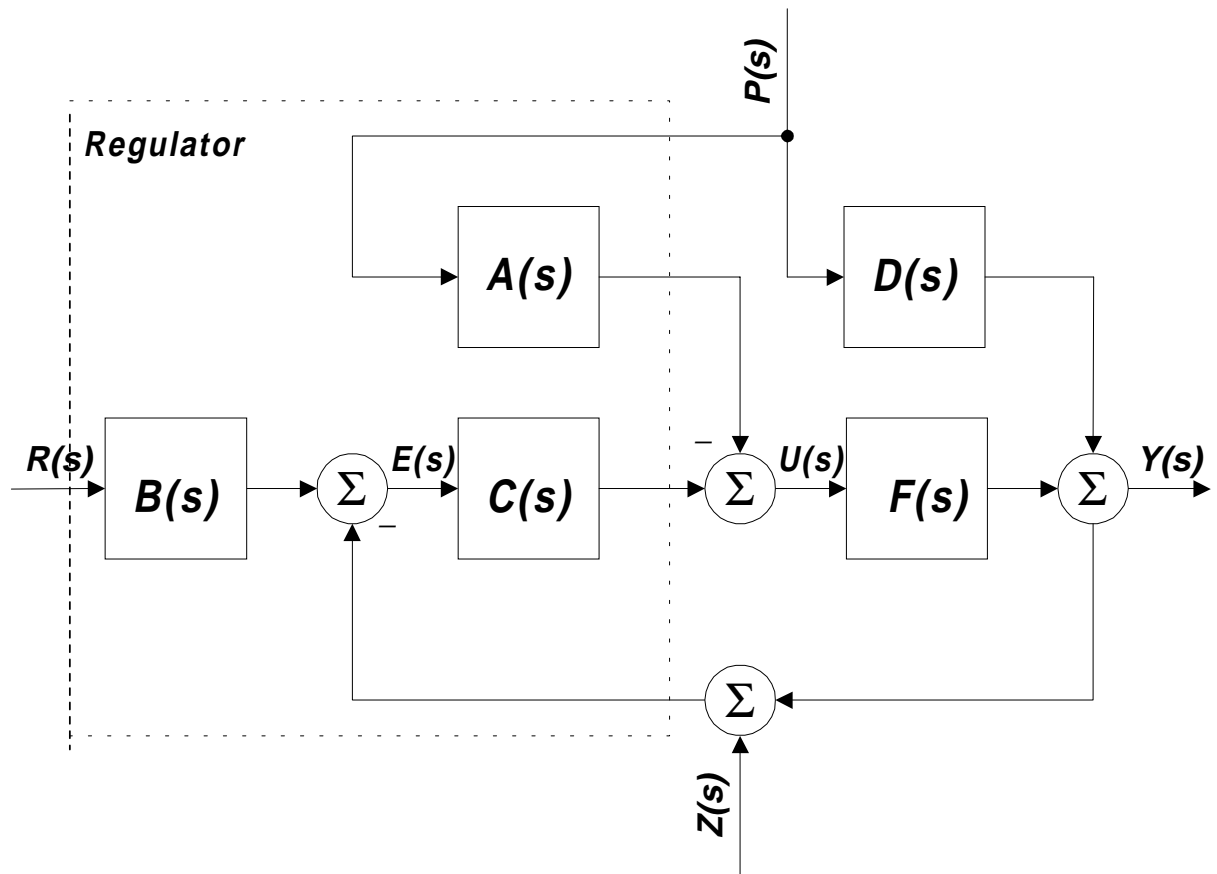 P(s)
Regulator
A(s)
D(s)
R(s)
B(s)
Σ
–
E(s)
C(s)
–
Σ
U(s)
F(s)
Σ
Y(s)
Σ
Z(s)